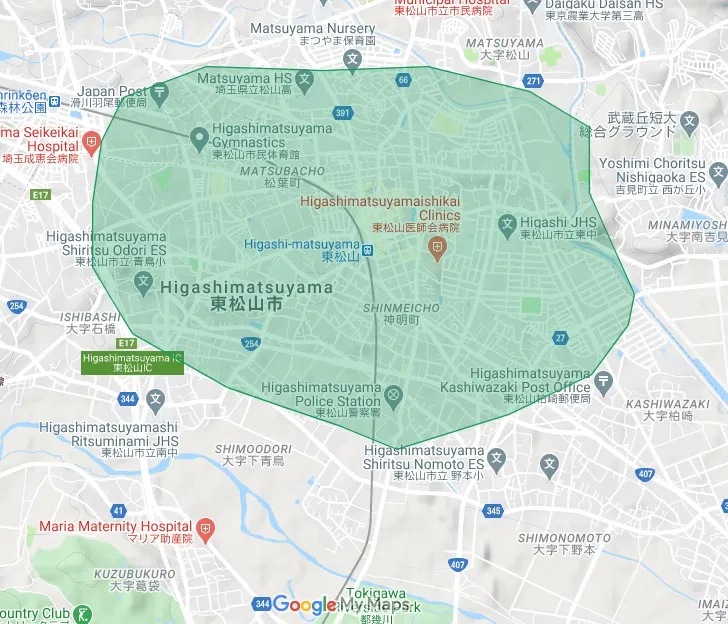 Municipal Hospital
東松山市立市民病院
Daigaku Daisan HS
東京農業大学第三高
Matsuyama Nursery
まつやま保育園
MATSUYAMA
大字松山
271
66
Matsuyama HS
埼玉県立松山高
Japan Post
滑川羽尾郵便局
森林公園
391
Higashimatsuyama
Gymnastics
東松山市民体育館
武蔵丘短大
総合グラウンド
Seikeikai
Hospital
埼玉成恵会病院
MATSUBACHO
松葉町
Yoshimi Choritsu
Nishigaoka ES
吉見町立 西が丘小
E17
Higashimatsuyamaishikai
Clinics
東松山医師会病院
Higashi JHS
東松山市立東中
MINAMIYOSH
大字南吉
Higashimatsuyama
Shiritsu Odori ES
東松山市立 青鳥小
Higashi-matsuyama
東松山
Higashimatsuyama
東松山市
254
SHINMEICHO
神明町
ISHIBASHI
大字石橋
E17
254
27
Higashimatsuyama IC
東松山IC
Higashimatsuyama
Police Station
東松山警察署
Higashimatsuyama
Kashiwazaki Post Office
東松山柏崎郵便局
344
KASHIWAZAKI
大字柏崎
Higashimatsuyamashi
Ritsuminami JHS
東松山市立南中
SHIMOODORI
大字下青鳥
Higashimatsuyama
Shiritsu Nomoto ES
東松山市立 野本小
407
41
345
Maria Maternity Hospital
マリア助産院
SHIMONOMOTO
大字下野本
407
KUZUBUKURO
大字葛袋
Tokigawa
都幾川
344
Google My Maps
IMAIZ
大字
ountry Club